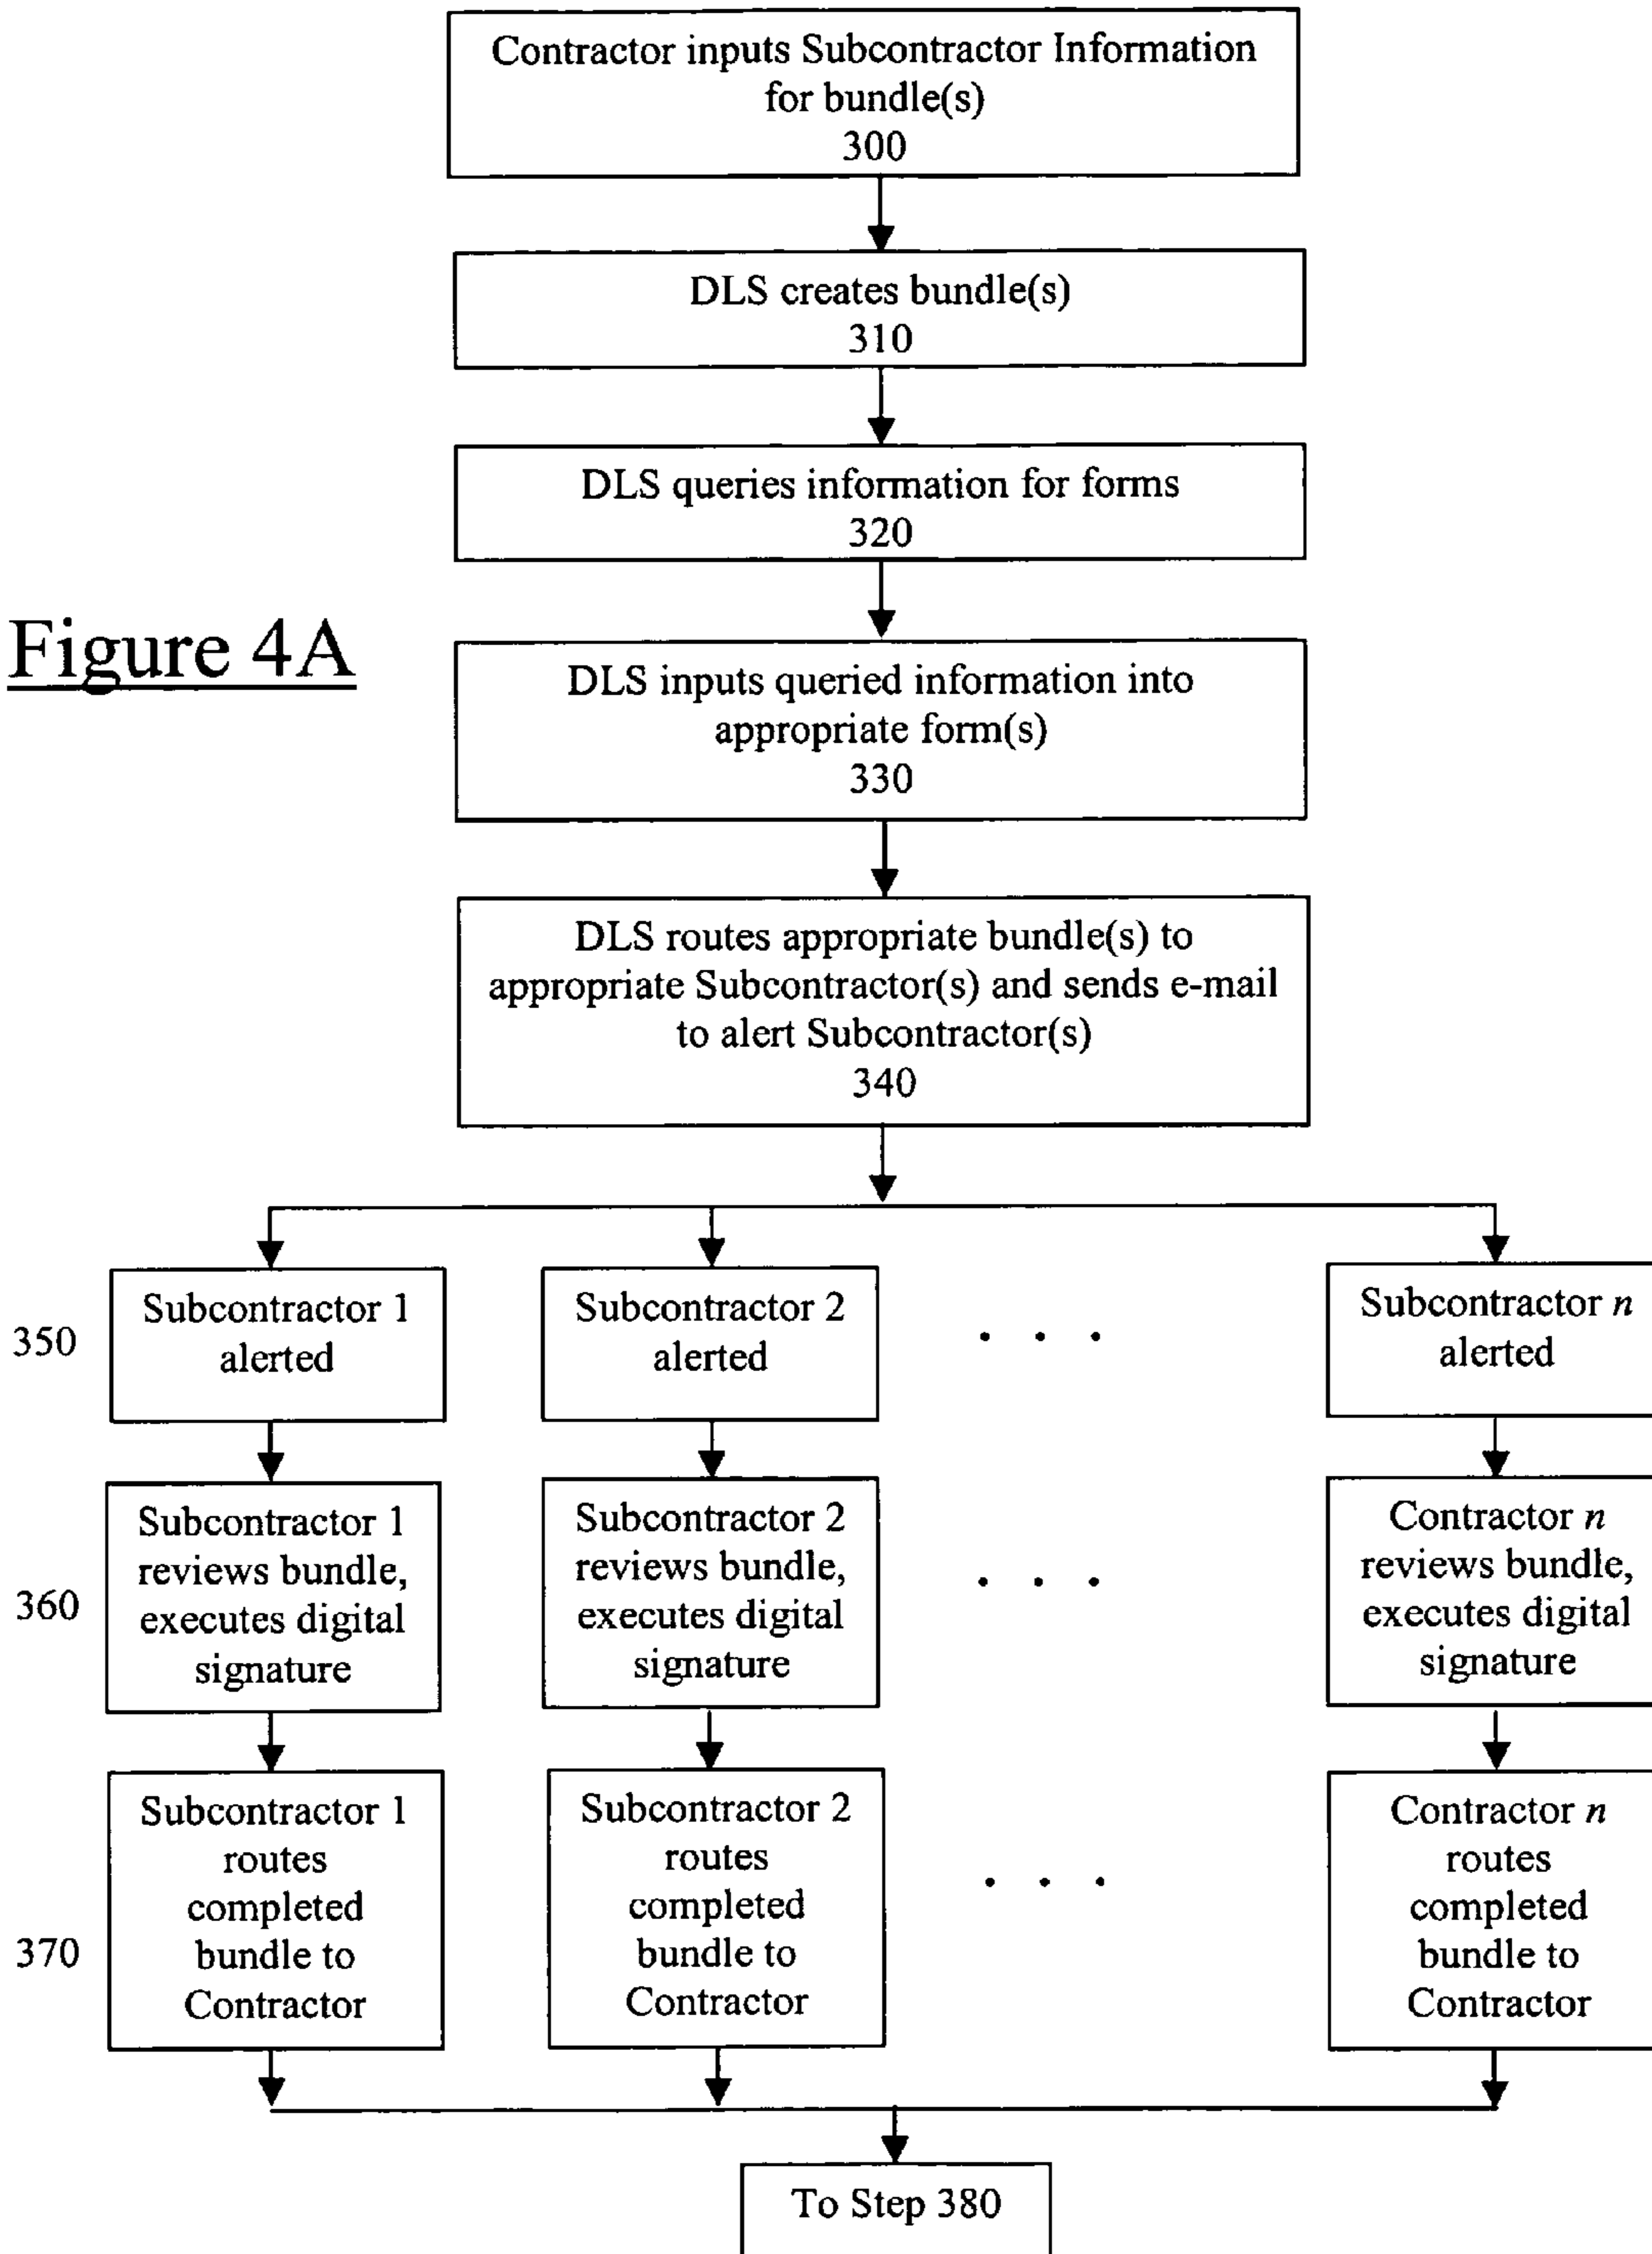 Contractor inputs Subcontractor Information
for bundle(s)
300
DLS creates bundle(s)
310
DLS queries information for forms
320
Figure 4A
DLS inputs queried information into
appropriate form(s)
330
DLS routes appropriate bundle(s) to
appropriate Subcontractor(s) and sends e-mail
to alert Subcontractor(s)
340
350
Subcontractor 1
alerted
Subcontractor 2
alerted
. . .
Subcontractor n
alerted
360
Subcontractor 1
reviews bundle,
executes digital
signature
Subcontractor 2
reviews bundle,
executes digital
signature
. . .
Contractor n
reviews bundle,
executes digital
signature
370
Subcontractor 1
routes
completed
bundle to
Contractor
Subcontractor 2
routes
completed
bundle to
Contractor
. . .
Contractor n
routes
completed
bundle to
Contractor
To Step 380